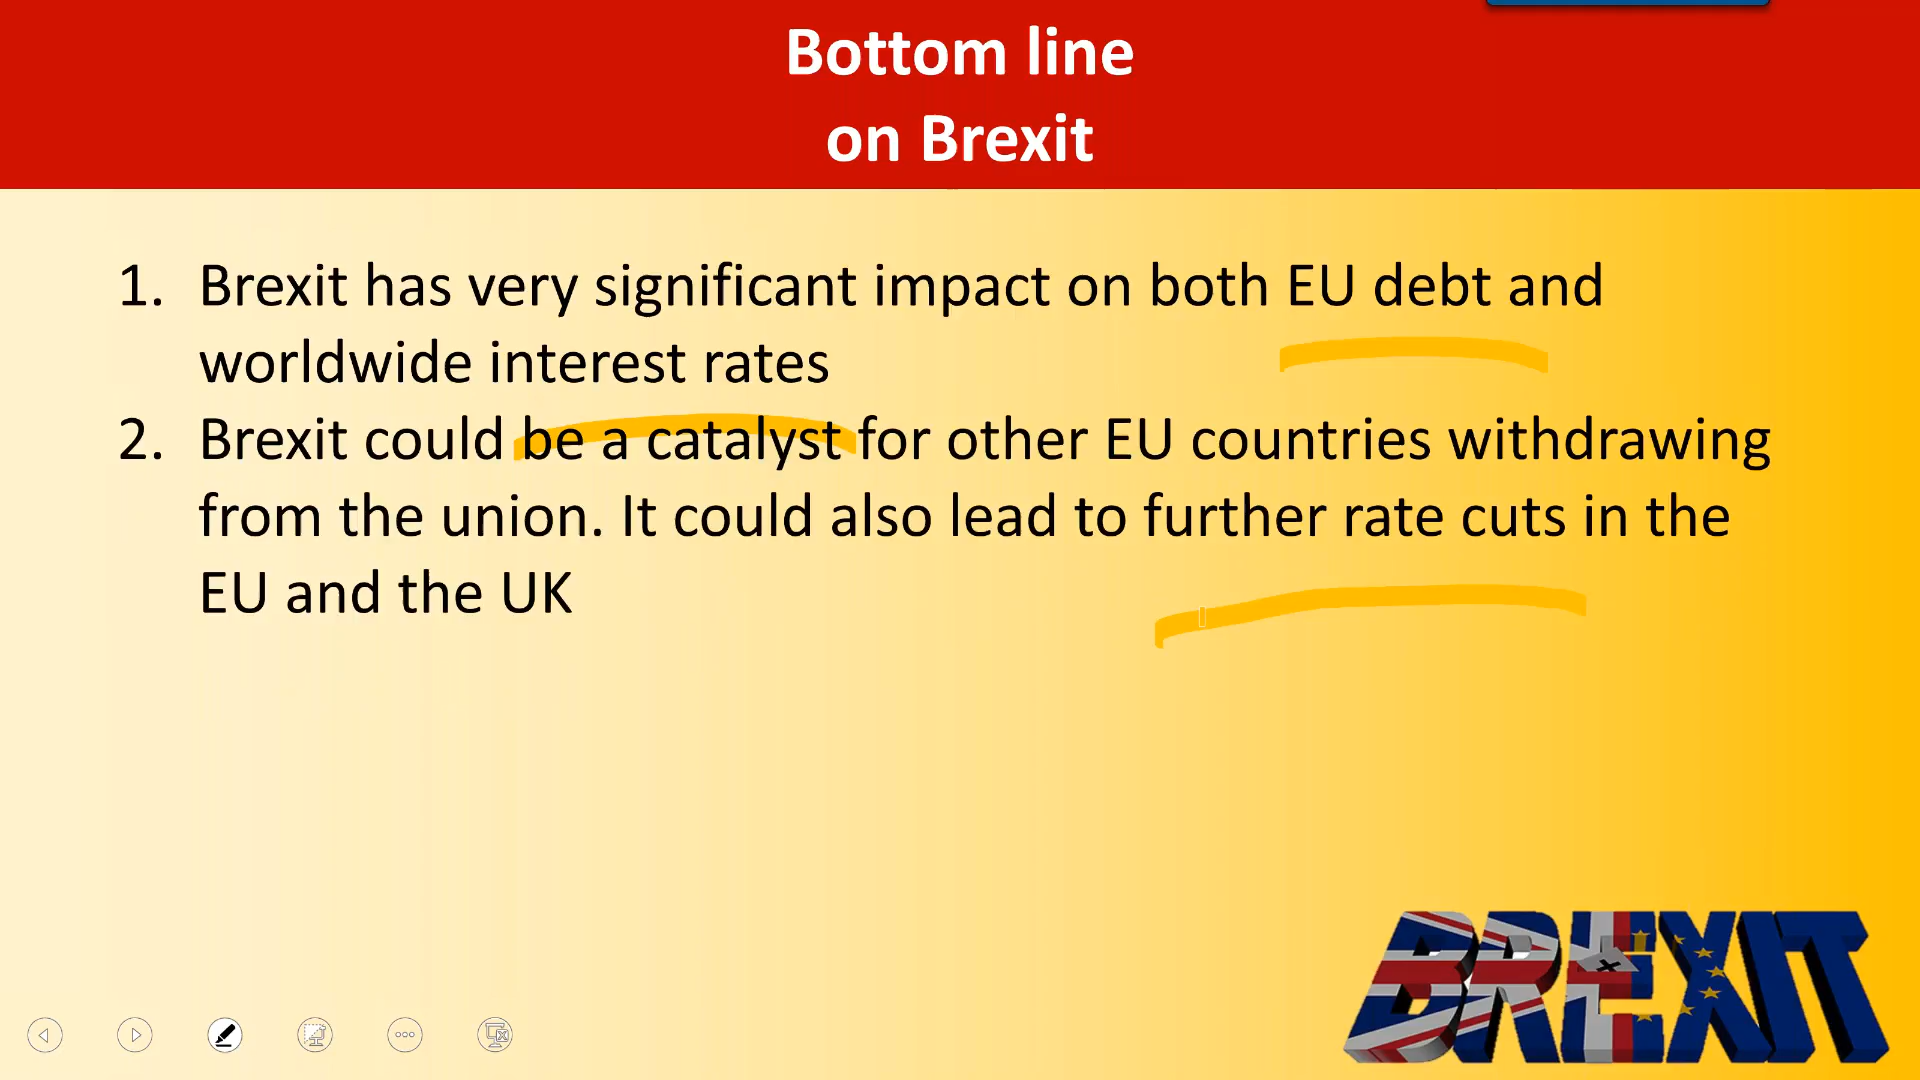 Bottom line
on Brexit
1. Brexit has very significant impact on both EU debt and
worldwide interest rates
2. Brexit could be a catalyst for other EU countries withdrawing
from the union. It could also lead to further rate cuts in the
EU and the UK
BREXIT